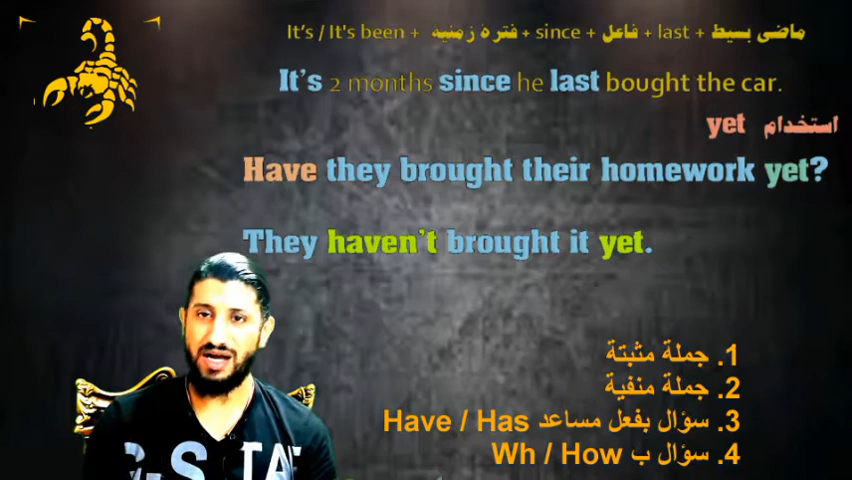 It's / It's been + فتره زمنيه + since + فاعل + last + ماضى بسيط
It's 2 months since he last bought the car.
استخدام yet
Have they brought their homework yet?
They haven't brought it yet.
1. جملة مثبتة
2. جملة منفية
3. سؤال بفعل مساعد Have / Has
4. سؤال ب Wh / How